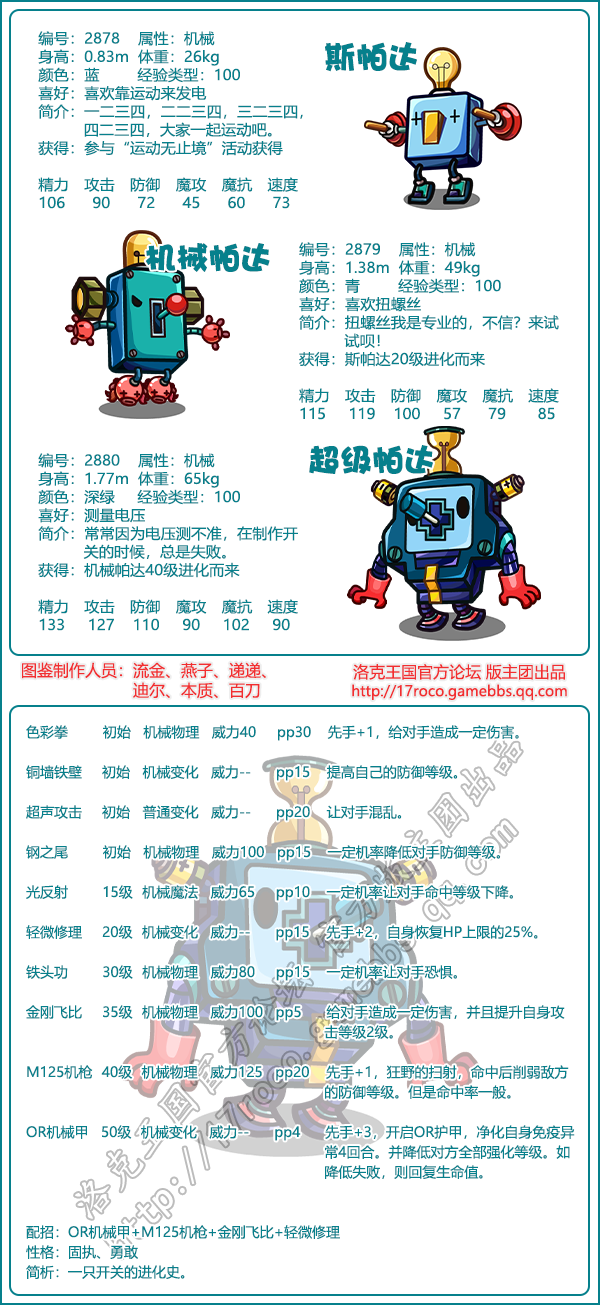 斯帕达
编号：2878 属性：机械
身高：0.83m 体重：26kg
颜色：蓝 经验类型：100
喜好：喜欢靠运动来发电
简介：一二三四，二二三四，三二三四，
四二三四，大家一起运动吧。
获得：参与“运动无止境”活动获得
精力 攻击 防御 魔攻 魔抗 速度
106 90 72 45 60 73
机械帕达
编号：2879 属性：机械
身高：1.38m 体重：49kg
颜色：青 经验类型：100
喜好：喜欢扭螺丝
简介：扭螺丝我是专业的，不信？来试
试呗！
获得：斯帕达20级进化而来
精力 攻击 防御 魔攻 魔抗 速度
115 119 100 57 79 85
超级帕达
编号：2880 属性：机械
身高：1.77m 体重：65kg
颜色：深绿 经验类型：100
喜好：测量电压
简介：常常因为电压测不准，在制作开
关的时候，总是失败。
获得：机械帕达40级进化而来
精力 攻击 防御 魔攻 魔抗 速度
133 127 110 90 102 90
图鉴制作人员：流金、燕子、递递、
迪尔、本质、百刀
洛克王国官方论坛 版主团出品
http://17roco.gamebbs.qq.com
色彩拳 初始 机械物理 威力40 pp30 先手+1，给对手造成一定伤害。
铜墙铁壁 初始 机械变化 威力-- pp15 提高自己的防御等级。
超声攻击 初始 普通变化 威力-- pp20 让对手混乱。
钢之尾 初始 机械物理 威力100 pp15 一定机率降低对手防御等级。
光反射 15级 机械魔法 威力65 pp10 一定机率让对手命中等级下降。
轻微修理 20级 机械变化 威力-- pp15 先手+2，自身恢复HP上限的25%。
铁头功 30级 机械物理 威力80 pp15 一定机率让对手恐惧。
金刚飞比 35级 机械物理 威力100 pp5 给对手造成一定伤害，并且提升自身攻
击等级2级。
M125机枪 40级 机械物理 威力125 pp20 先手+1，狂野的扫射，命中后削弱敌方
的防御等级。但是命中率一般。
OR机械甲 50级 机械变化 威力-- pp4 先手+3，开启OR护甲，净化自身免疫异
常4回合。并降低对方全部强化等级。如
降低失败，则回复生命值。
洛克王国官方论坛 版主团出品
http://17roco.gamebbs.qq.com
配招：OR机械甲+M125机枪+金刚飞比+轻微修理
性格：固执、勇敢
简析：一只开关的进化史。